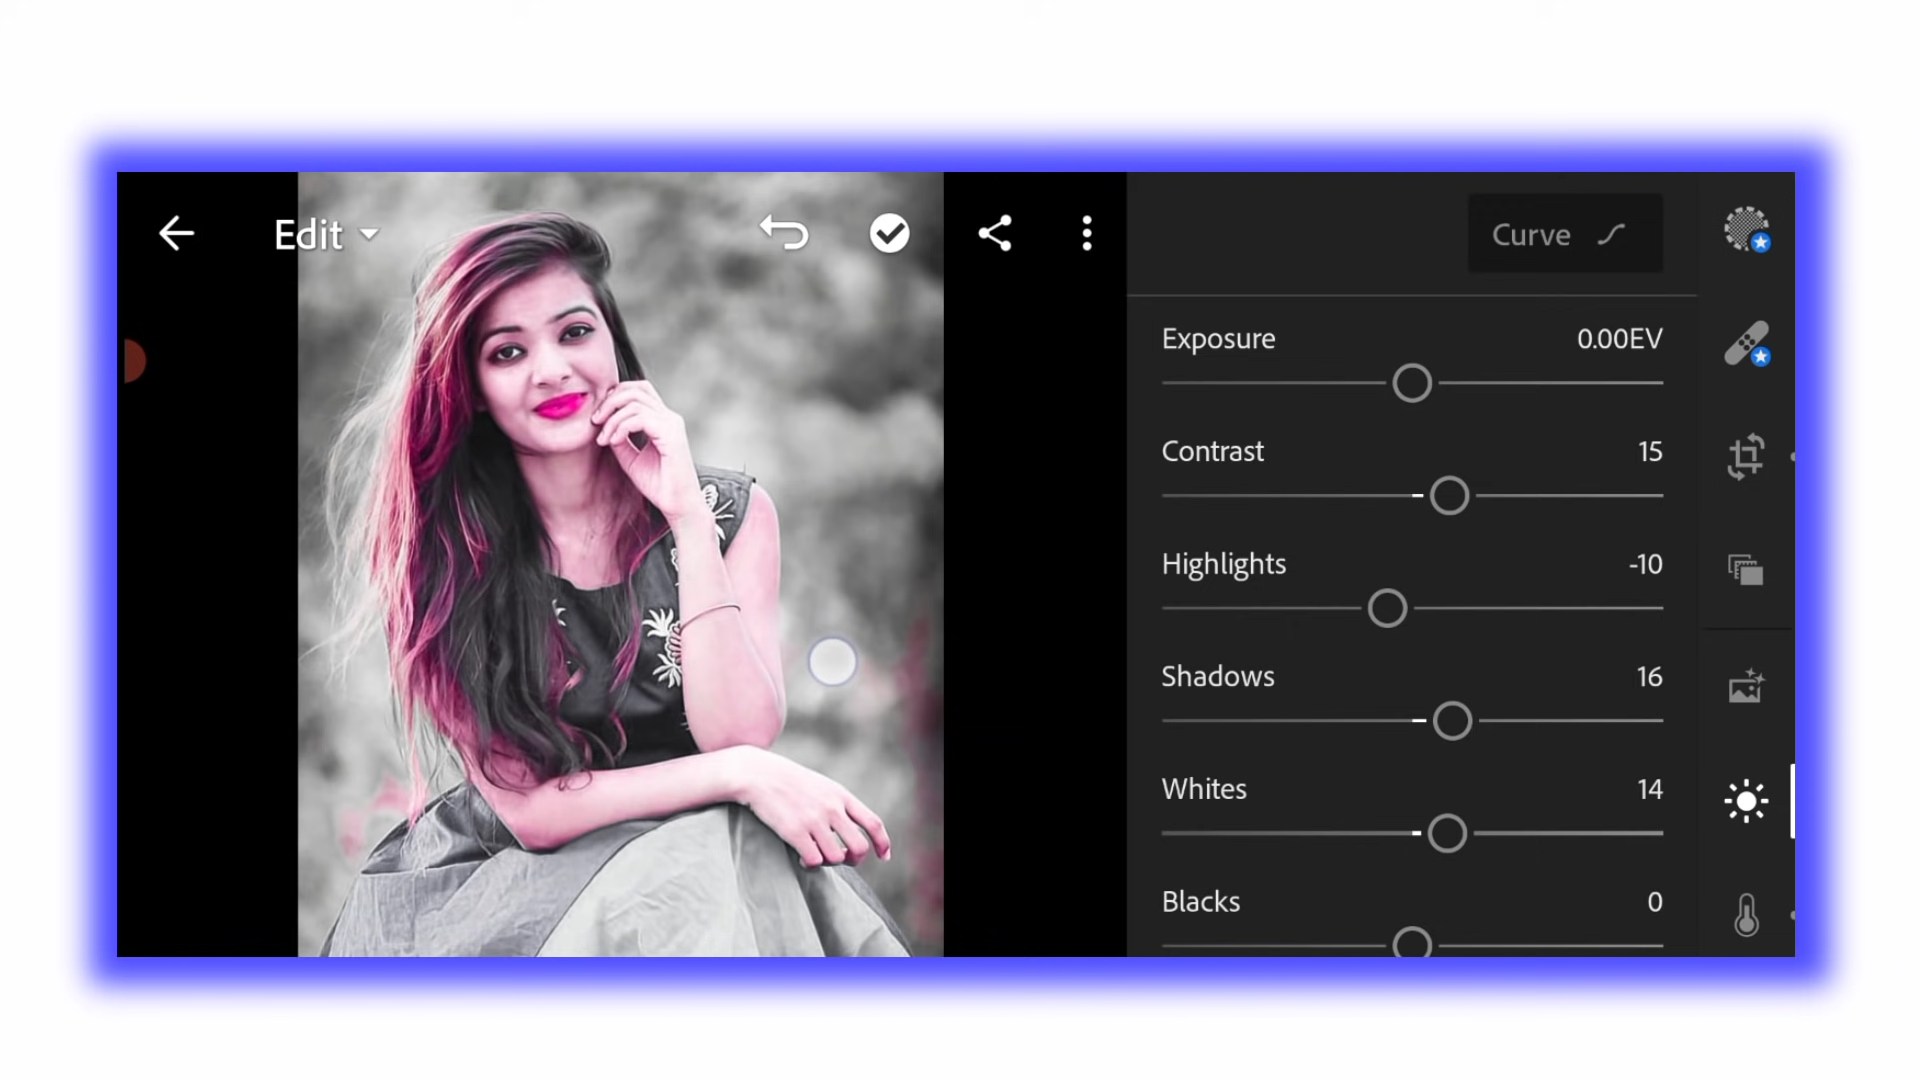 Edit
Curve
Exposure 0.00EV
Contrast 15
Highlights -10
Shadows 16
Whites 14
Blacks 0